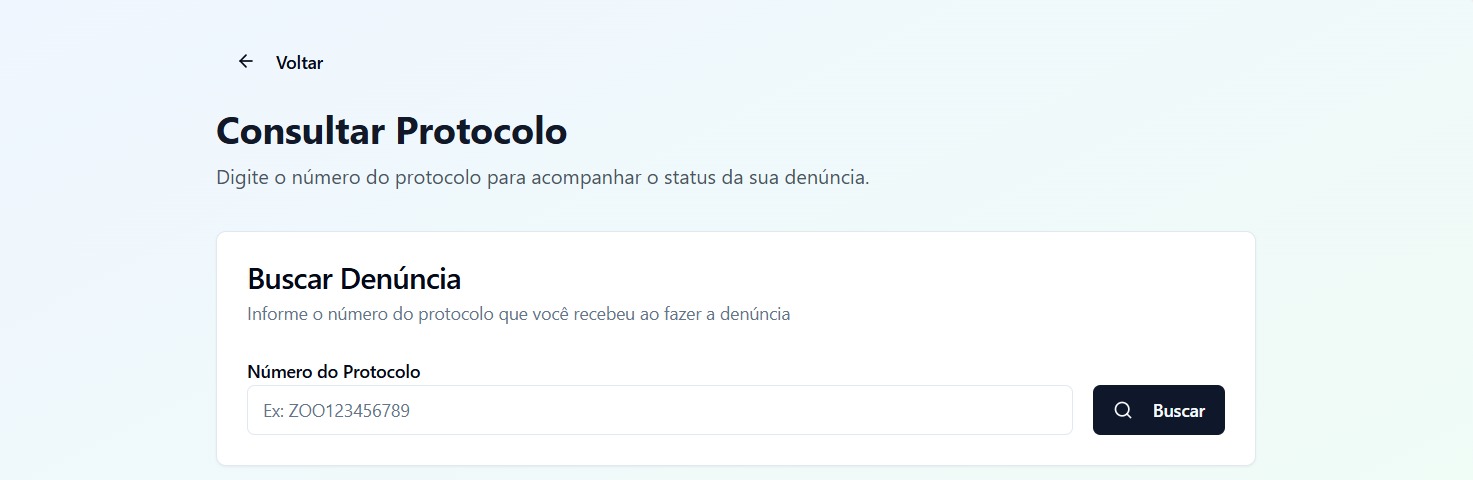 Voltar
Consultar Protocolo
Digite o número do protocolo para acompanhar o status da sua denúncia.
Buscar Denúncia
Informe o número do protocolo que você recebeu ao fazer a denúncia
Número do Protocolo
Ex: ZOO123456789
Buscar